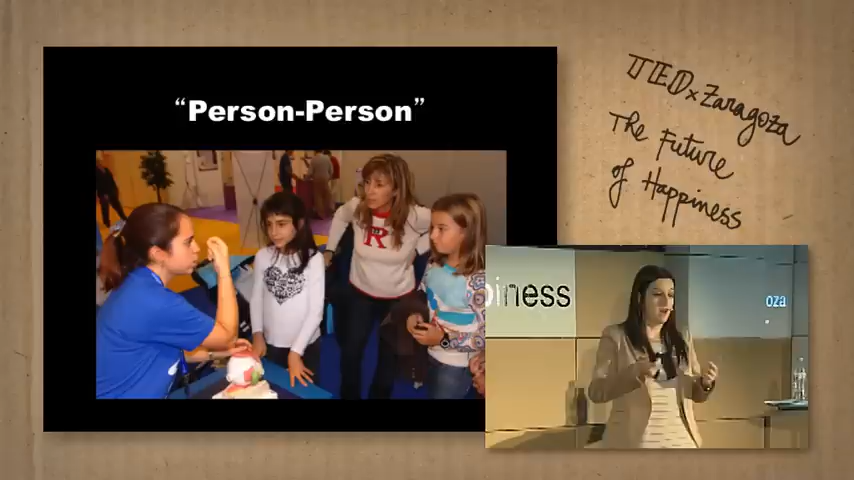 “Person-Person”
TEDxZaragoza
The Future
of Happiness
R
piness
oza